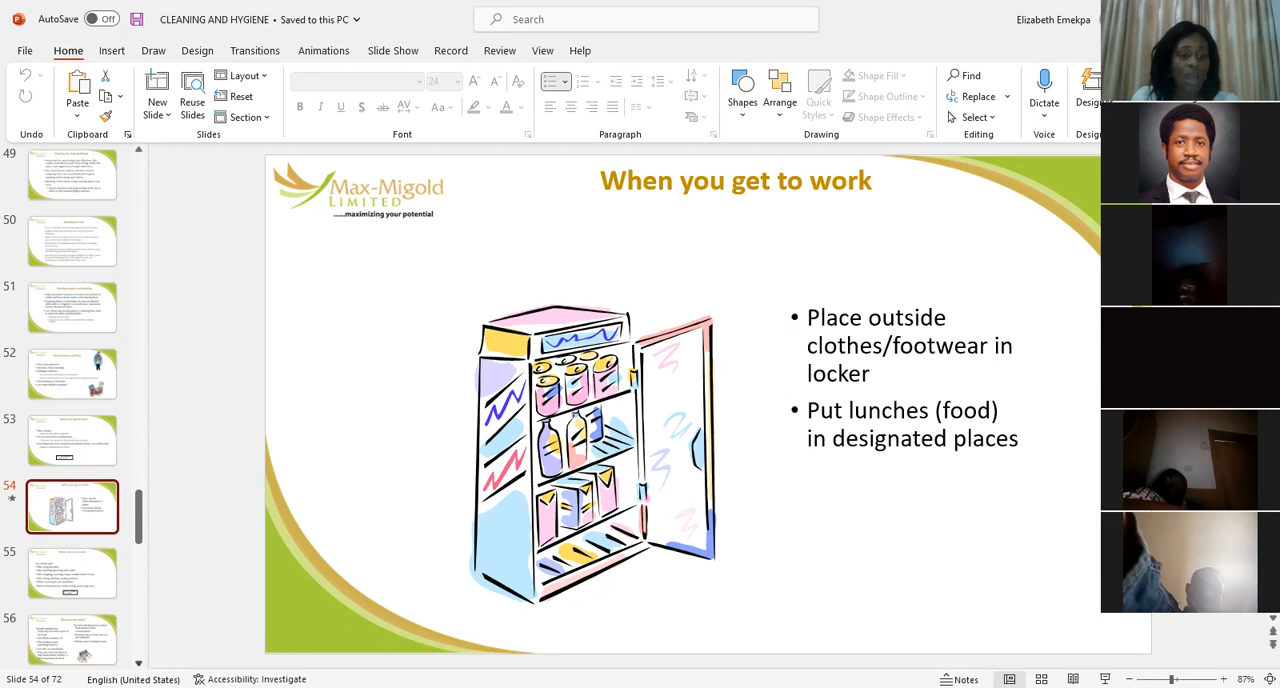 AutoSave Off CLEANING AND HYGIENE • Saved to this PC Search Elizabeth Emekpa
File Home Insert Draw Design Transitions Animations Slide Show Record Review View Help
Paste New Slide Reuse Slides Layout Reset Section 24 Shapes Arrange Quick Styles Shape Fill Shape Outline Shape Effects Find Replace Select Dictate
Undo Clipboard Slides Font Paragraph Drawing Editing Voice
49
50
51
52
53
54
55
56
Max-Migold
LIMITED
......maximizing your potential
When you get to work
• Place outside
clothes/footwear in
locker
• Put lunches (food)
in designated places
Slide 54 of 72 English (United States) Accessibility: Investigate Notes 87%